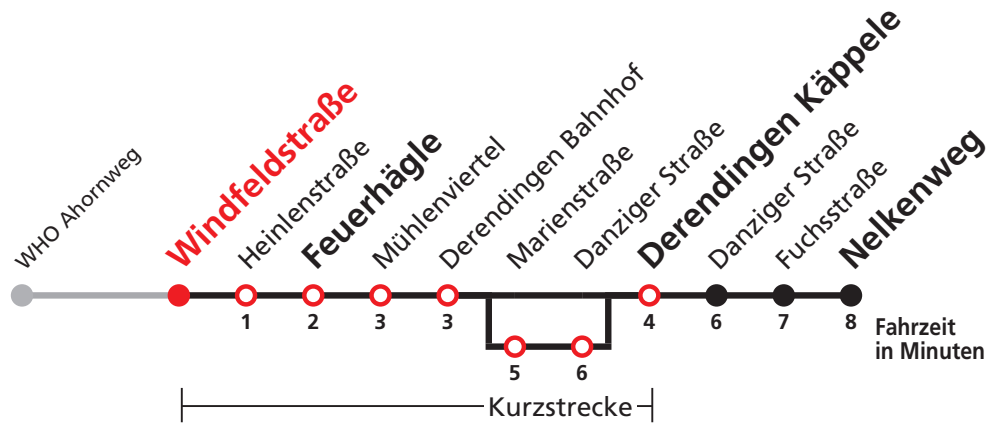 WHO Ahornweg
Windfeldstraße
Heinlenstraße
Feuerhägle
Mühlenviertel
Derendingen Bahnhof
Marienstraße
Danziger Straße
Derendingen Käppele
Danziger Straße
Fuchsstraße
Nelkenweg
1 2 3 3 4 6 7 8
Fahrzeit
in Minuten
5 6
Kurzstrecke